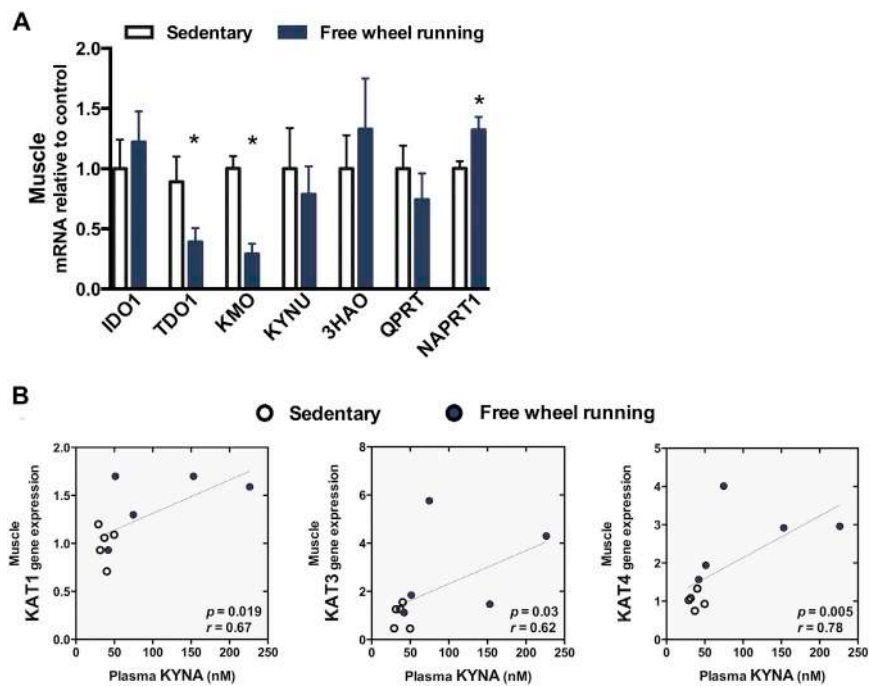 A
Sedentary Free wheel running
Muscle
mRNA relative to control
2.0
1.5
1.0
0.5
0.0
* * *
IDO1 TDO1 KMO KYNU 3HAO QPRT NAPRT1
B
Sedentary Free wheel running
Muscle
KAT1 gene expression
2.0
1.5
1.0
0.5
0.0
p = 0.019
r = 0.67
0 50 100 150 200 250
Plasma KYNA (nM)
Muscle
KAT3 gene expression
8
6
4
2
0
p = 0.03
r = 0.62
0 50 100 150 200 250
Plasma KYNA (nM)
Muscle
KAT4 gene expression
5
4
3
2
1
0
p = 0.005
r = 0.78
0 50 100 150 200 250
Plasma KYNA (nM)